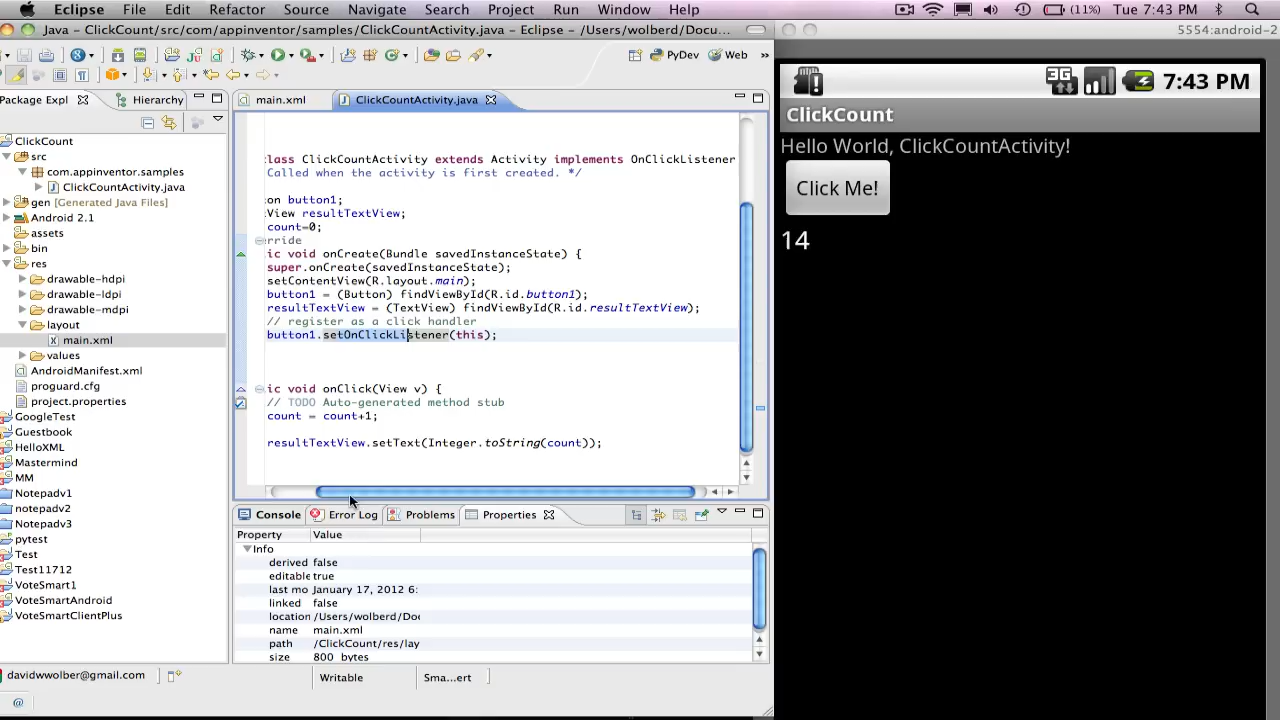 Eclipse File Edit Refactor Source Navigate Search Project Run Window Help (11%) Tue 7:43 PM
Java – ClickCount/src/com/appinventor/samples/ClickCountActivity.java – Eclipse – /Users/wolberd/Docu...
5554:android-2
PyDev Web »
Package Expl Hierarchy
main.xml ClickCountActivity.java
ClickCount
src
com.appinventor.samples
ClickCountActivity.java
gen [Generated Java Files]
Android 2.1
assets
bin
res
drawable-hdpi
drawable-ldpi
drawable-mdpi
layout
main.xml
values
AndroidManifest.xml
proguard.cfg
project.properties
GoogleTest
Guestbook
HelloXML
Mastermind
MM
Notepadv1
notepadv2
Notepadv3
pytest
Test
Test11712
VoteSmart1
VoteSmartAndroid
VoteSmartClientPlus
lass ClickCountActivity extends Activity implements OnClickListener
Called when the activity is first created. */
on button1;
View resultTextView;
count=0;
rride
ic void onCreate(Bundle savedInstanceState) {
super.onCreate(savedInstanceState);
setContentView(R.layout.main);
button1 = (Button) findViewById(R.id.button1);
resultTextView = (TextView) findViewById(R.id.resultTextView);
// register as a click handler
button1.setOnClickListener(this);
ic void onClick(View v) {
// TODO Auto-generated method stub
count = count+1;
resultTextView.setText(Integer.toString(count));
Console Error Log Problems Properties
Property Value
Info
derived false
editable true
last mo January 17, 2012 6:
linked false
location /Users/wolberd/Doc
name main.xml
path /ClickCount/res/lay
size 800 bytes
davidwwolber@gmail.com
Writable Sma...ert
@
3G 7:43 PM
ClickCount
Hello World, ClickCountActivity!
Click Me!
14